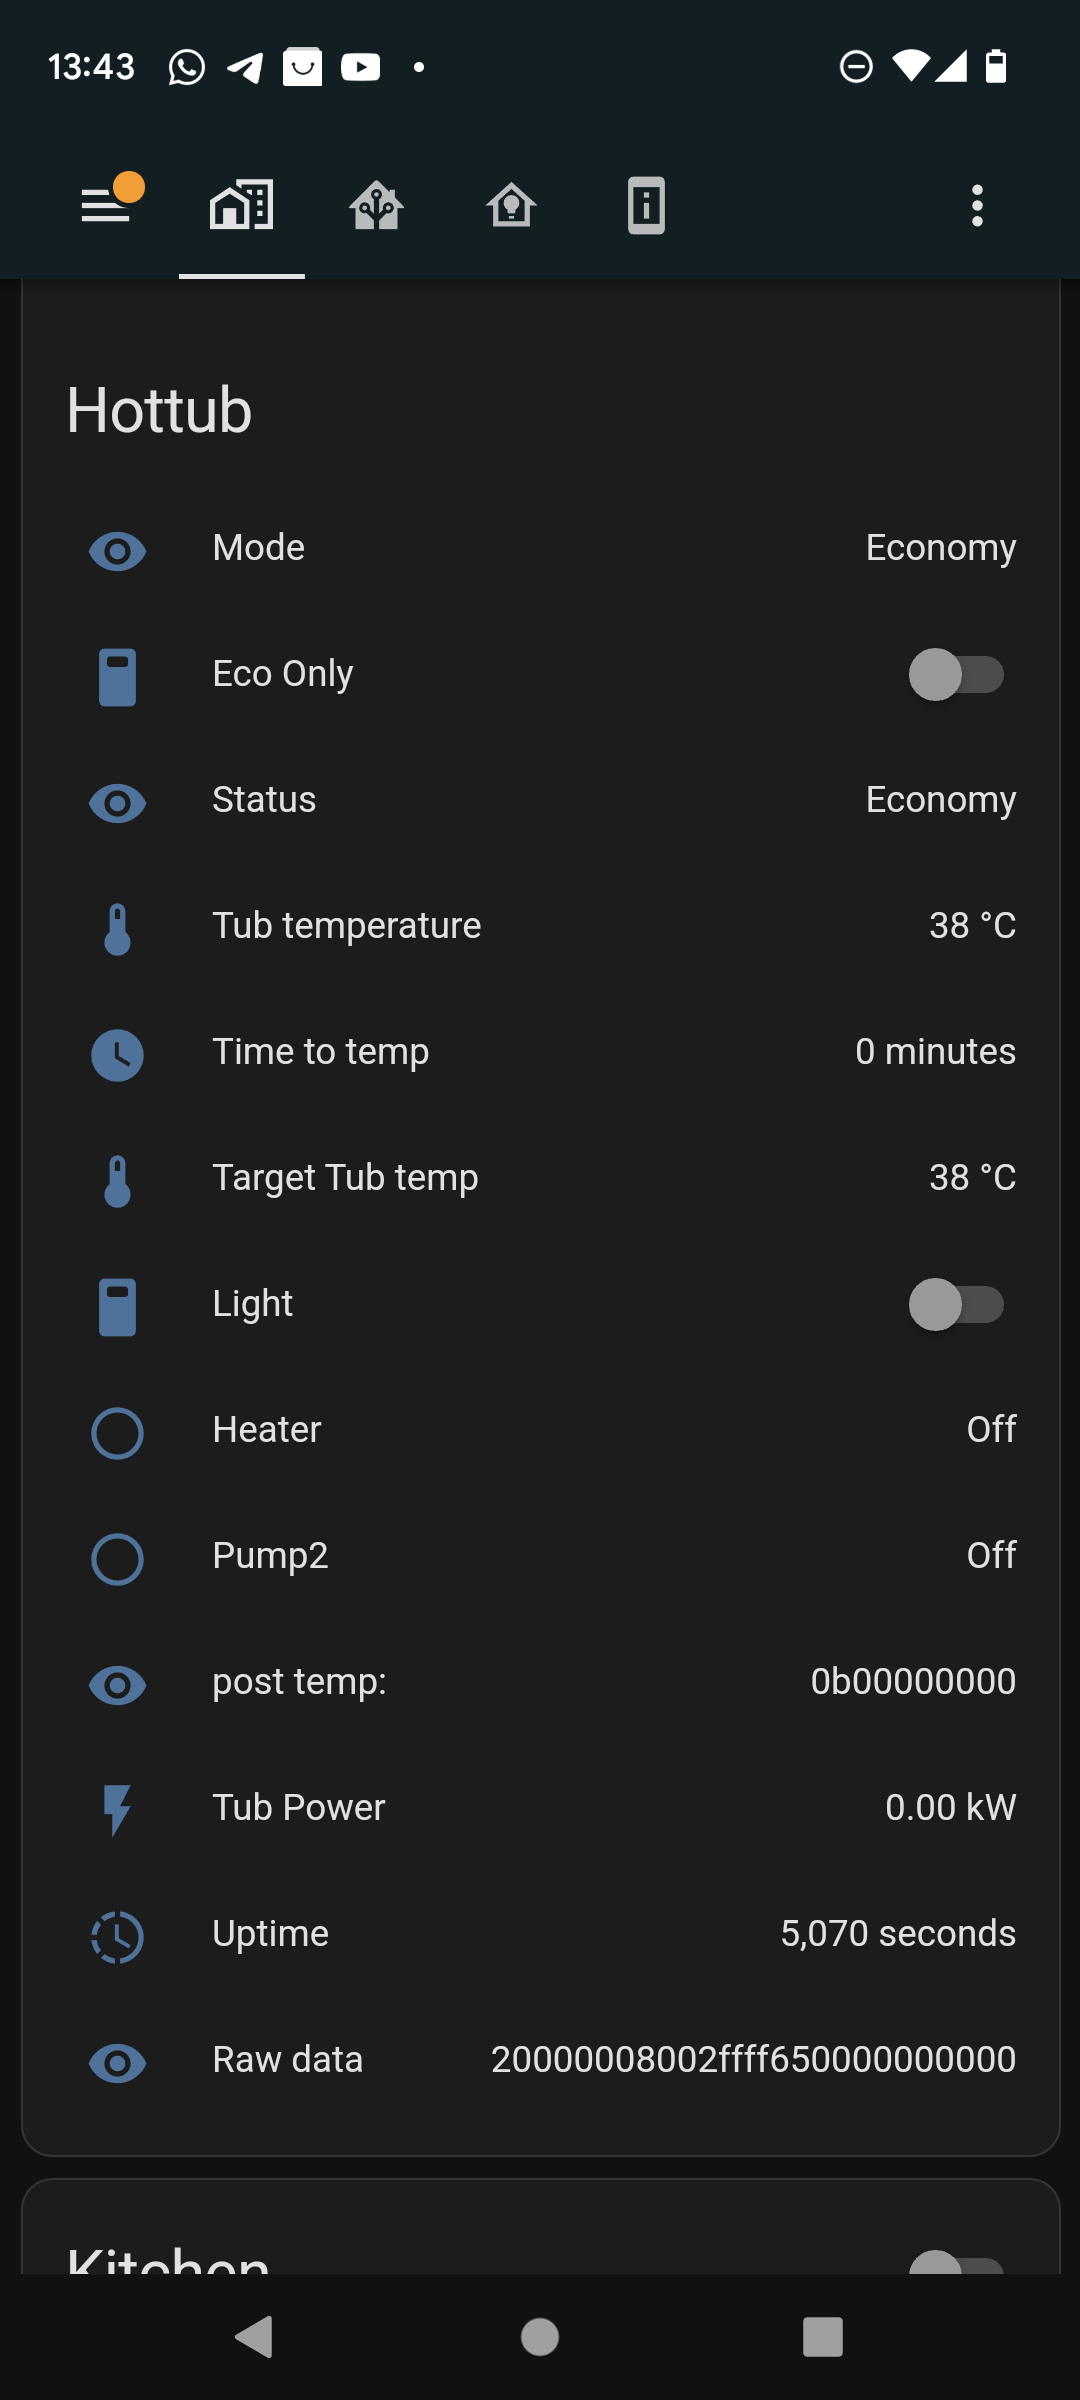 13:43
Hottub
Mode Economy
Eco Only
Status Economy
Tub temperature 38 °C
Time to temp 0 minutes
Target Tub temp 38 °C
Light
Heater Off
Pump2 Off
post temp: 0b00000000
Tub Power 0.00 kW
Uptime 5,070 seconds
Raw data 20000008002ffff650000000000
Kitchen